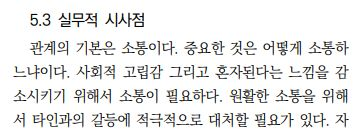 5.3 실무적 시사점
관계의 기본은 소통이다. 중요한 것은 어떻게 소통하
느냐이다. 사회적 고립감 그리고 혼자된다는 느낌을 감
소시키기 위해서 소통이 필요하다. 원활한 소통을 위해
서 타인과의 갈등에 적극적으로 대처할 필요가 있다. 자